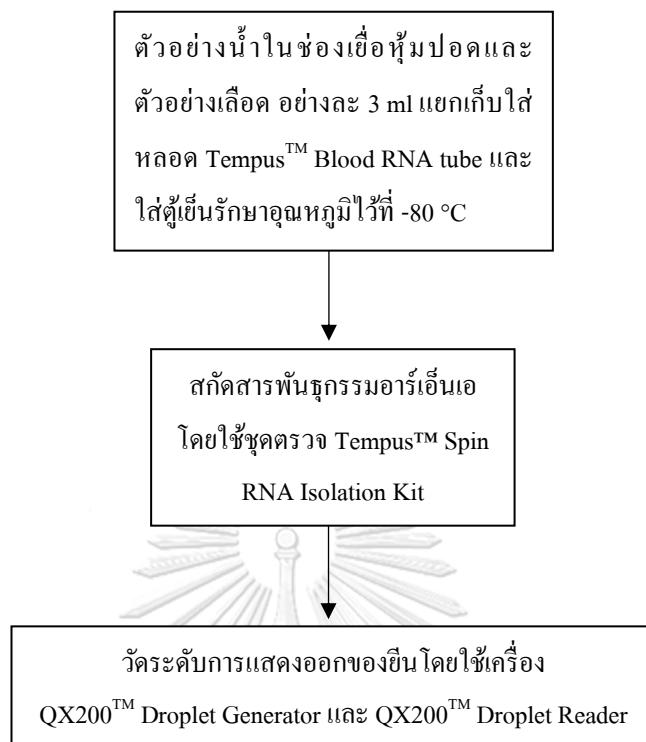 ตัวอย่างน้ำในช่องเยื่อหุ้มปอดและ
ตัวอย่างเลือด อย่างละ 3 ml แยกเก็บใส่
หลอด Tempus™ Blood RNA tube และ
ใส่ตู้เย็นรักษาอุณหภูมิไว้ที่ -80 °C
สกัดสารพันธุกรรมอาร์เอ็นเอ
โดยใช้ชุดตรวจ Tempus™ Spin
RNA Isolation Kit
วัดระดับการแสดงออกของยีนโดยใช้เครื่อง
QX200™ Droplet Generator และ QX200™ Droplet Reader